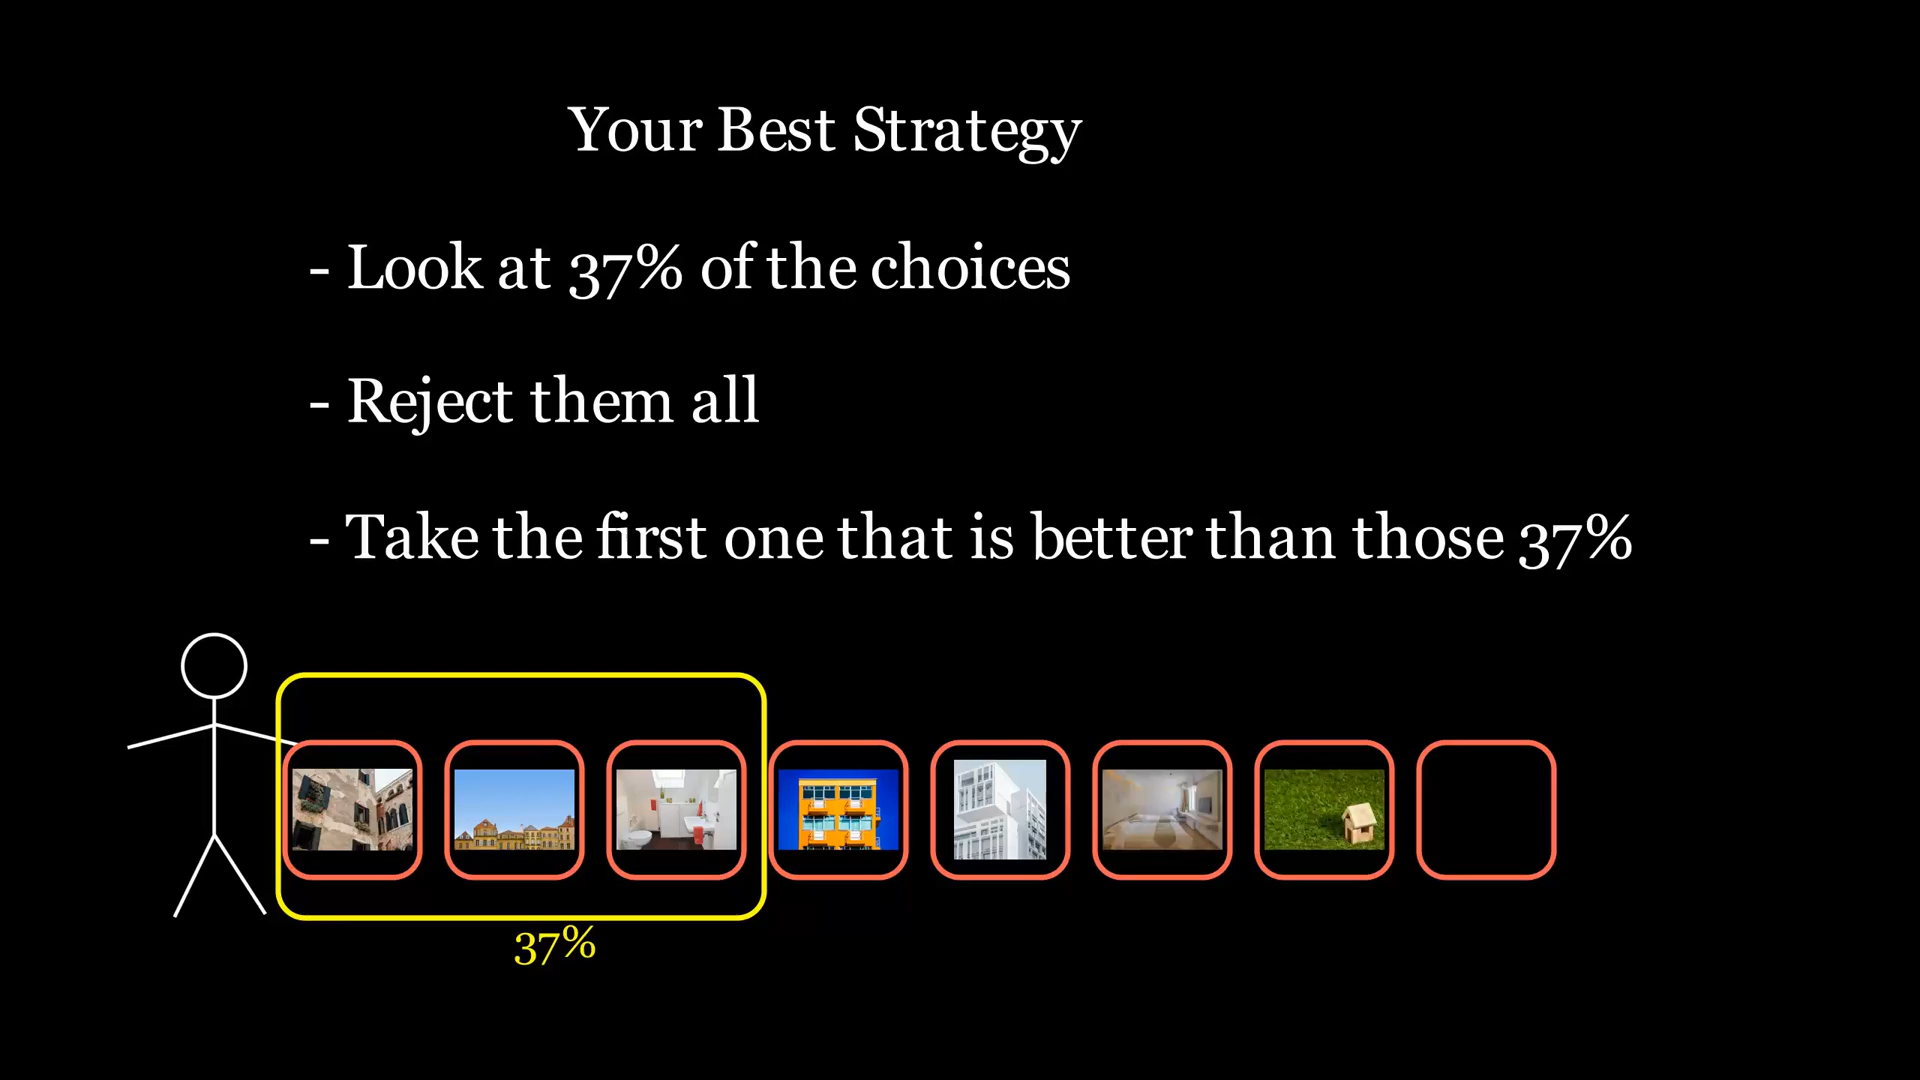 Your Best Strategy
- Look at 37% of the choices
- Reject them all
- Take the first one that is better than those 37%
37%